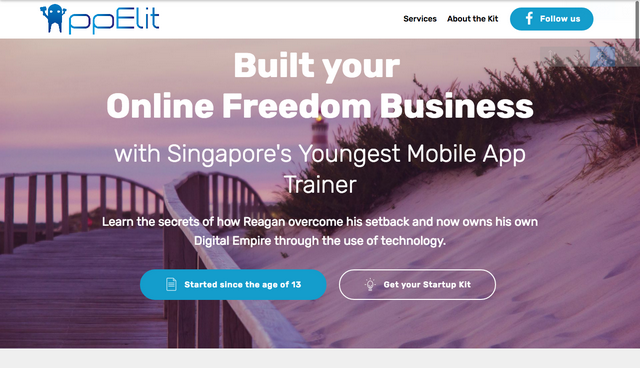 AppElit
Services
About the Kit
Follow us
Built your
Online Freedom Business
with Singapore's Youngest Mobile App
Trainer
Learn the secrets of how Reagan overcome his setback and now owns his own
Digital Empire through the use of technology.
Started since the age of 13
Get your Startup Kit